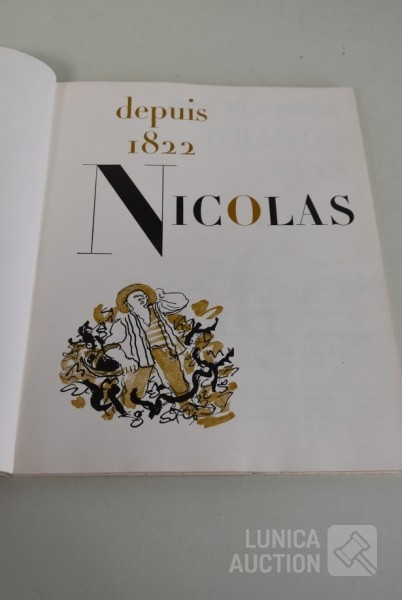 depuis
1822
NICOLAS
LUNICA
AUCTION